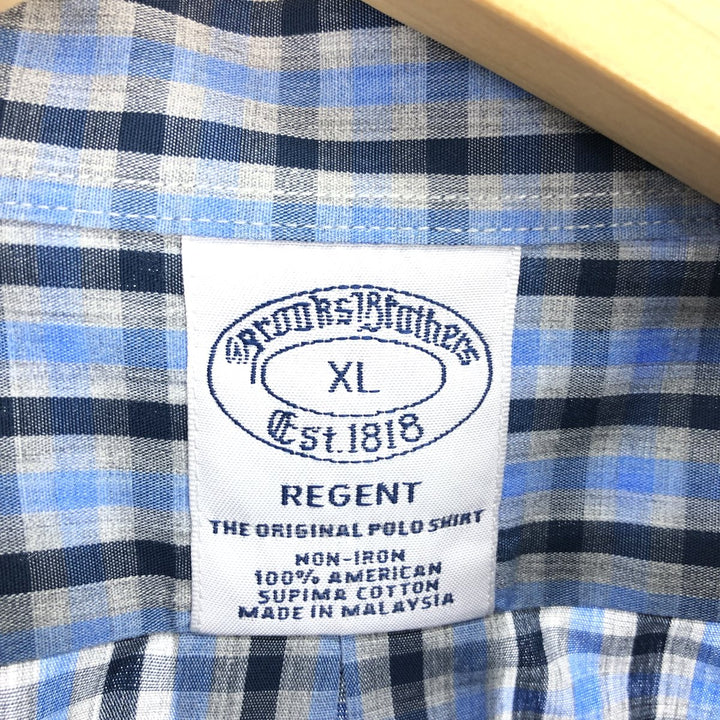 Brooks Brothers
XL
Est. 1818
REGENT
THE ORIGINAL POLO SHIRT
NON-IRON
100% AMERICAN
SUPIMA COTTON
MADE IN MALAYSIA